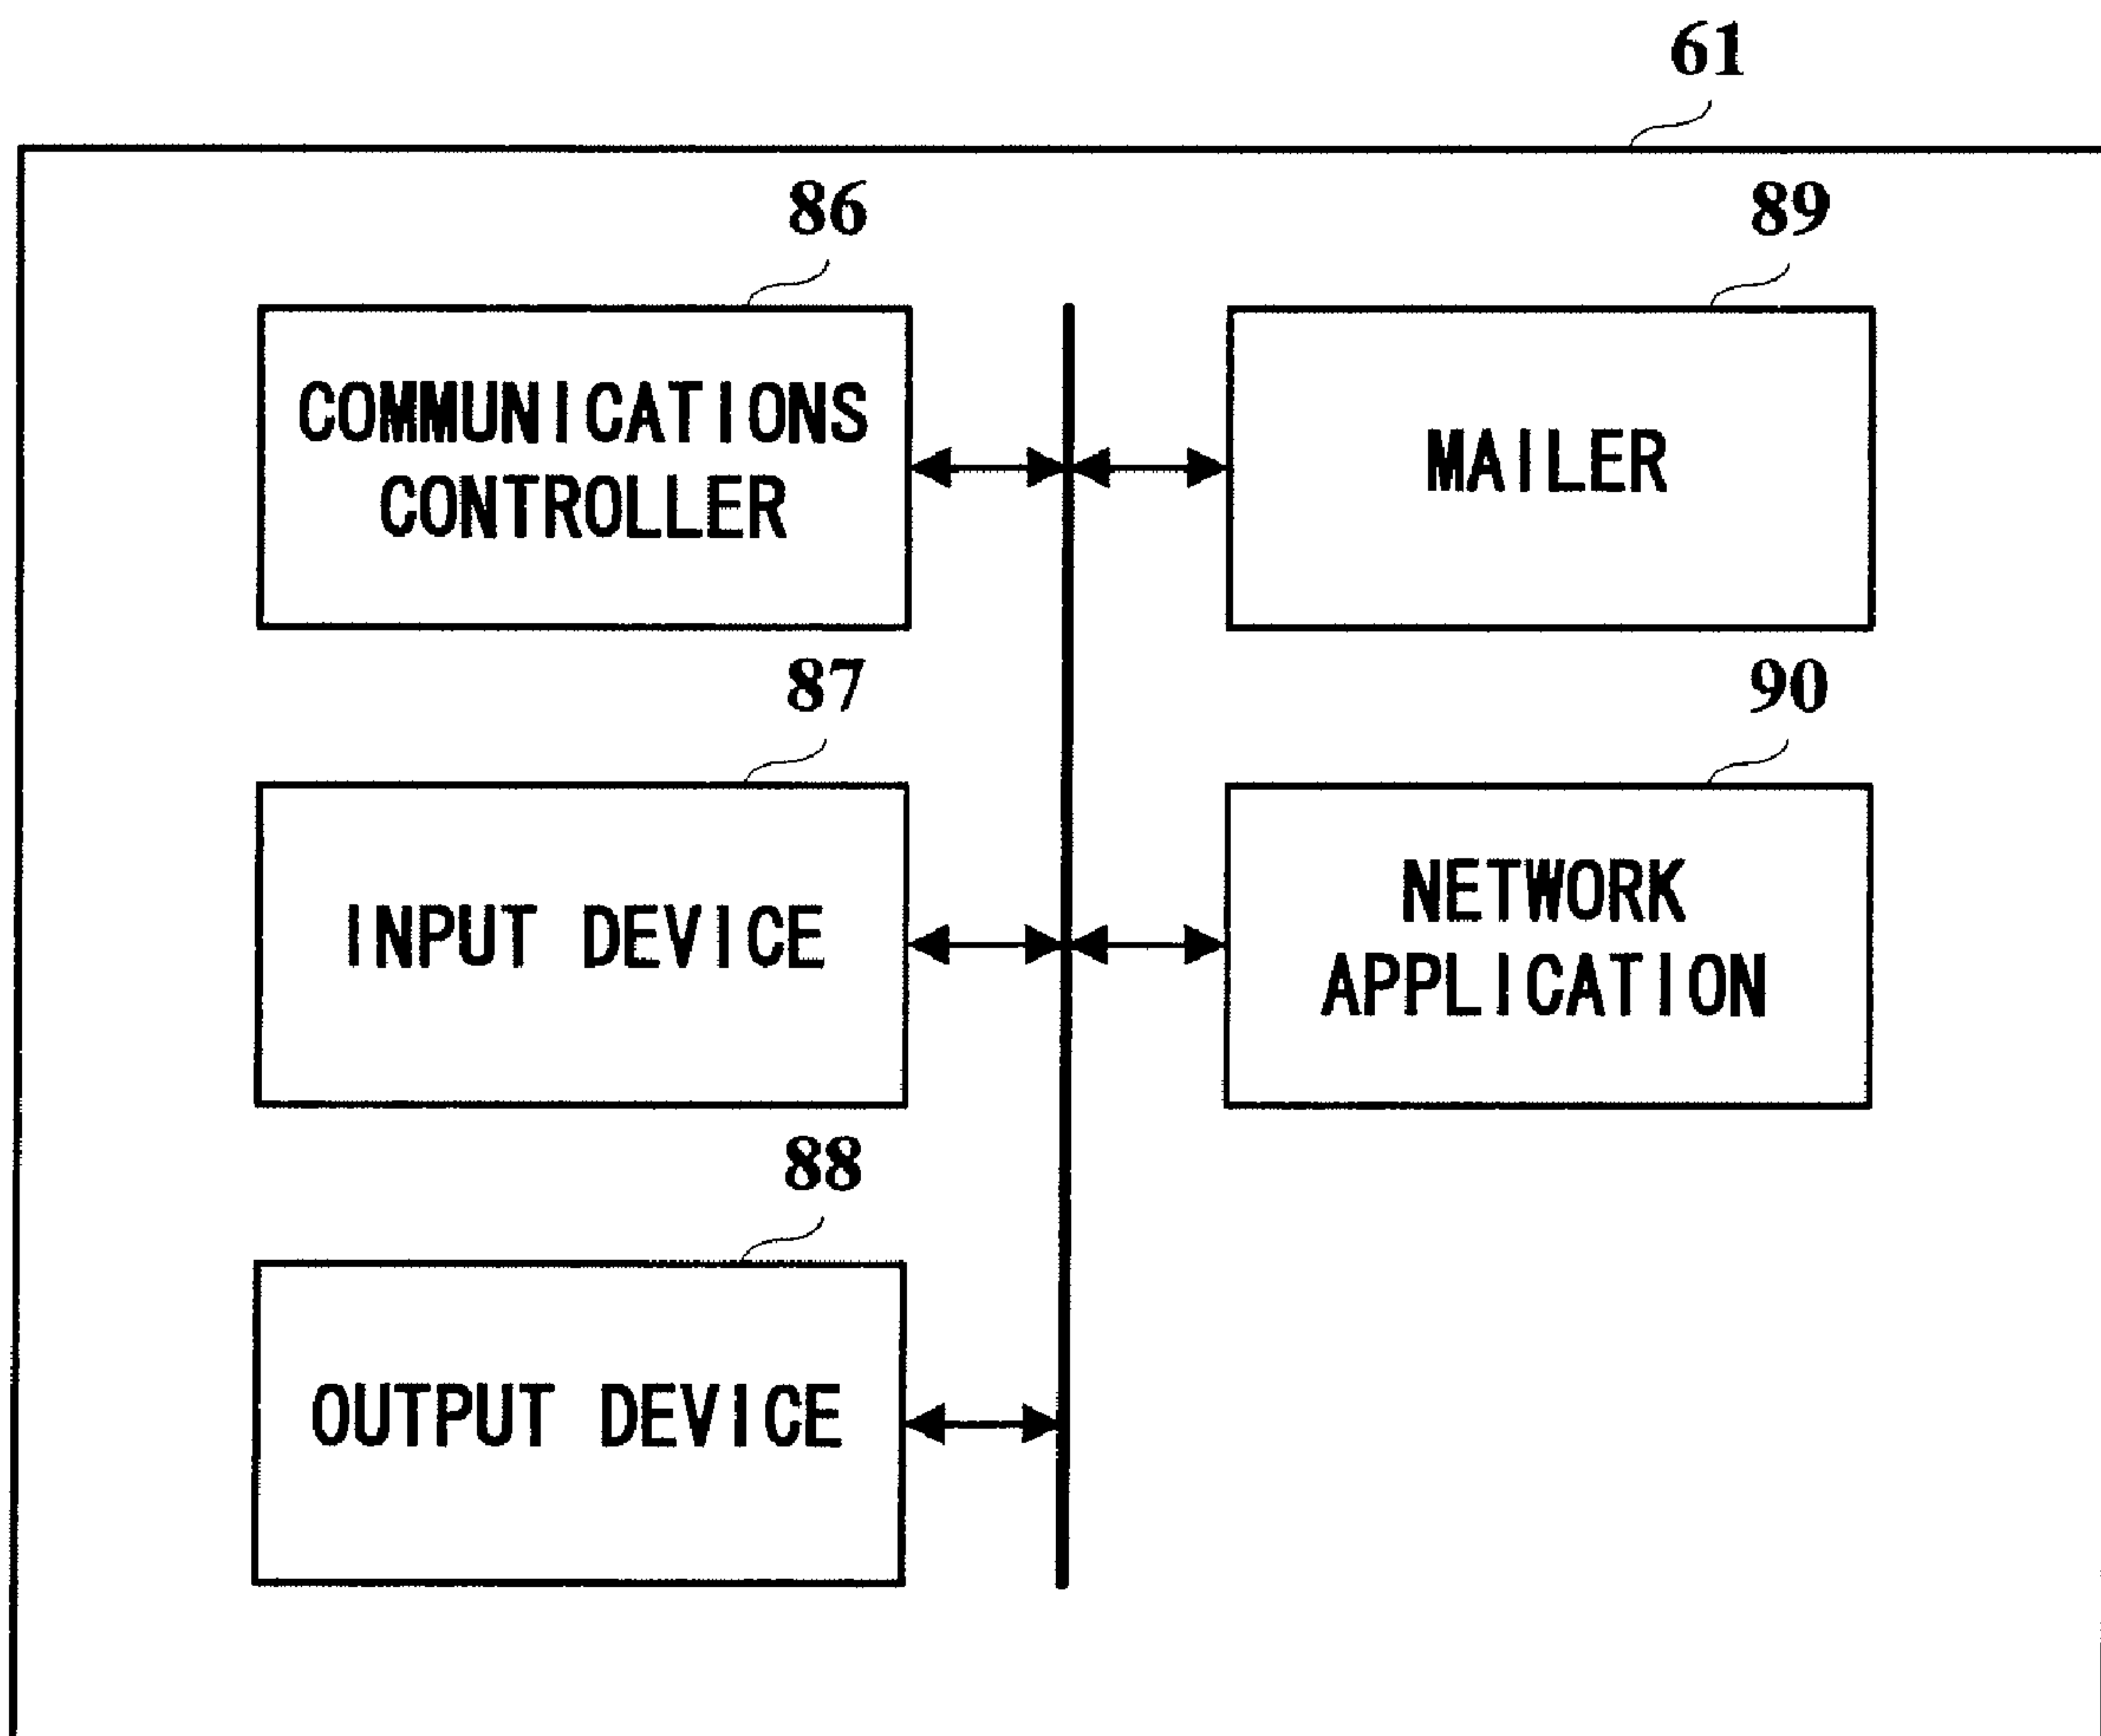 61
86
COMMUNICATIONS
CONTROLLER
89
MAILER
87
INPUT DEVICE
90
NETWORK
APPLICATION
88
OUTPUT DEVICE